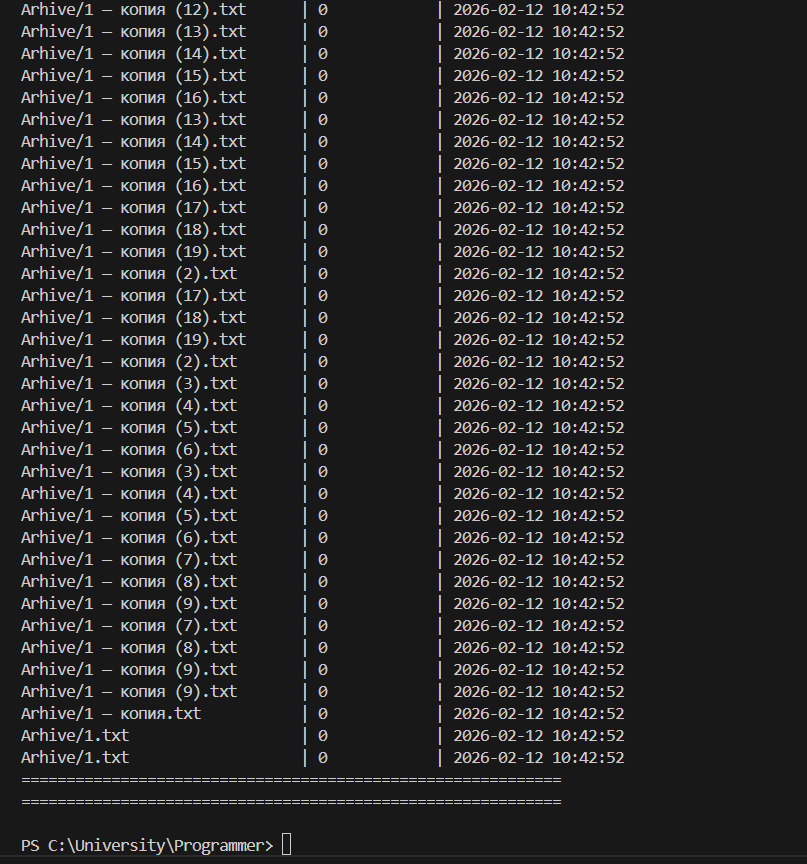 Arhive/1 — копия (12).txt | 0 | 2026-02-12 10:42:52
Arhive/1 — копия (13).txt | 0 | 2026-02-12 10:42:52
Arhive/1 — копия (14).txt | 0 | 2026-02-12 10:42:52
Arhive/1 — копия (15).txt | 0 | 2026-02-12 10:42:52
Arhive/1 — копия (16).txt | 0 | 2026-02-12 10:42:52
Arhive/1 — копия (13).txt | 0 | 2026-02-12 10:42:52
Arhive/1 — копия (14).txt | 0 | 2026-02-12 10:42:52
Arhive/1 — копия (15).txt | 0 | 2026-02-12 10:42:52
Arhive/1 — копия (16).txt | 0 | 2026-02-12 10:42:52
Arhive/1 — копия (17).txt | 0 | 2026-02-12 10:42:52
Arhive/1 — копия (18).txt | 0 | 2026-02-12 10:42:52
Arhive/1 — копия (19).txt | 0 | 2026-02-12 10:42:52
Arhive/1 — копия (2).txt | 0 | 2026-02-12 10:42:52
Arhive/1 — копия (17).txt | 0 | 2026-02-12 10:42:52
Arhive/1 — копия (18).txt | 0 | 2026-02-12 10:42:52
Arhive/1 — копия (19).txt | 0 | 2026-02-12 10:42:52
Arhive/1 — копия (2).txt | 0 | 2026-02-12 10:42:52
Arhive/1 — копия (3).txt | 0 | 2026-02-12 10:42:52
Arhive/1 — копия (4).txt | 0 | 2026-02-12 10:42:52
Arhive/1 — копия (5).txt | 0 | 2026-02-12 10:42:52
Arhive/1 — копия (6).txt | 0 | 2026-02-12 10:42:52
Arhive/1 — копия (3).txt | 0 | 2026-02-12 10:42:52
Arhive/1 — копия (4).txt | 0 | 2026-02-12 10:42:52
Arhive/1 — копия (5).txt | 0 | 2026-02-12 10:42:52
Arhive/1 — копия (6).txt | 0 | 2026-02-12 10:42:52
Arhive/1 — копия (7).txt | 0 | 2026-02-12 10:42:52
Arhive/1 — копия (8).txt | 0 | 2026-02-12 10:42:52
Arhive/1 — копия (9).txt | 0 | 2026-02-12 10:42:52
Arhive/1 — копия (7).txt | 0 | 2026-02-12 10:42:52
Arhive/1 — копия (8).txt | 0 | 2026-02-12 10:42:52
Arhive/1 — копия (9).txt | 0 | 2026-02-12 10:42:52
Arhive/1 — копия (9).txt | 0 | 2026-02-12 10:42:52
Arhive/1 — копия.txt | 0 | 2026-02-12 10:42:52
Arhive/1.txt | 0 | 2026-02-12 10:42:52
Arhive/1.txt | 0 | 2026-02-12 10:42:52
============================================================
============================================================
PS C:\University\Programmer>